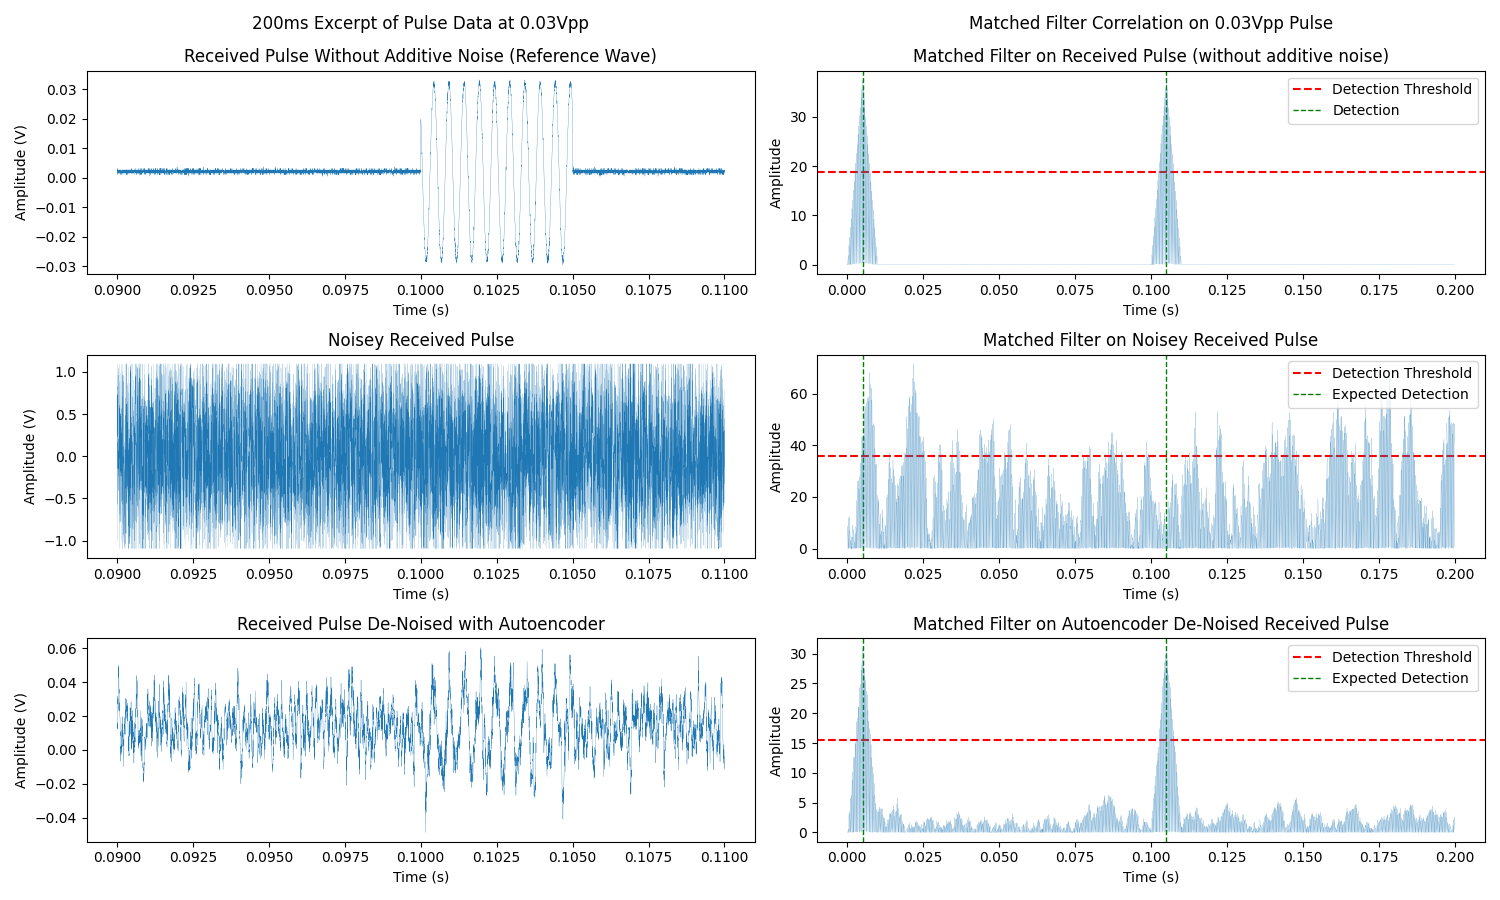 200ms Excerpt of Pulse Data at 0.03Vpp
Received Pulse Without Additive Noise (Reference Wave)
Amplitude (V)
0.03
0.02
0.01
0.00
−0.01
−0.02
−0.03
0.0900 0.0925 0.0950 0.0975 0.1000 0.1025 0.1050 0.1075 0.1100
Time (s)
Matched Filter Correlation on 0.03Vpp Pulse
Matched Filter on Received Pulse (without additive noise)
Amplitude
30
20
10
0
Detection Threshold
Detection
0.000 0.025 0.050 0.075 0.100 0.125 0.150 0.175 0.200
Time (s)
Noisey Received Pulse
Amplitude (V)
1.0
0.5
0.0
−0.5
−1.0
0.0900 0.0925 0.0950 0.0975 0.1000 0.1025 0.1050 0.1075 0.1100
Time (s)
Matched Filter on Noisey Received Pulse
Amplitude
60
40
20
0
Detection Threshold
Expected Detection
0.000 0.025 0.050 0.075 0.100 0.125 0.150 0.175 0.200
Time (s)
Received Pulse De-Noised with Autoencoder
Amplitude (V)
0.06
0.04
0.02
0.00
−0.02
−0.04
0.0900 0.0925 0.0950 0.0975 0.1000 0.1025 0.1050 0.1075 0.1100
Time (s)
Matched Filter on Autoencoder De-Noised Received Pulse
Amplitude
30
25
20
15
10
5
0
Detection Threshold
Expected Detection
0.000 0.025 0.050 0.075 0.100 0.125 0.150 0.175 0.200
Time (s)